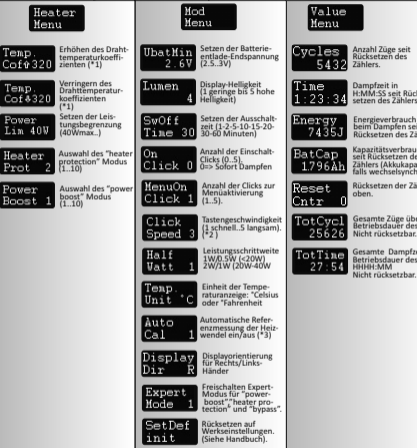 Heater
Menu
Temp.
Cof↑320
Erhöhen des Draht-
temperaturkoeffi-
zienten (*1)
Temp.
Cof↓320
Verringern des
Drahttemperatur-
koeffizienten
(*1)
Power
Lim 40W
Setzen der Leis-
tungsbegrenzung
(40Wmax..)
Heater
Prot 2
Auswahl des "heater
protection" Modus
(1..10)
Power
Boost 1
Auswahl des "power
boost" Modus
(1..10)
Mod
Menu
UbatMin
2.6V
Setzen der Batterie-
entlade-Endspannung
(2.5..3V)
Lumen
4
Display-Helligkeit
(1 geringe bis 5 hohe
Helligkeit)
SwOff
Time 30
Setzen der Ausschalt-
zeit (1-2-5-10-15-20-
30-60 Minuten)
On
Click 0
Anzahl der Einschalt-
Clicks (0..5).
0=> Sofort Dampfen
MenuOn
Click 1
Anzahl der Clicks zur
Menüaktivierung
(1..5).
Click
Speed 3
Tastengeschwindigkeit
(1 schnell..5 langsam).
(*2 )
Half
Watt 1
Leistungsschrittweite
1W/0.5W (<20W)
2W/1W (20W-40W
Temp.
Unit °C
Einheit der Tempe-
raturanzeige: °Celsius
oder °Fahrenheit
Auto
Cal 1
Automatische Refer-
enzmessung der Heiz-
wendel ein/aus (*3)
Display
Dir R
Displayorientierung
für Rechts/Links-
Händer
Expert
Mode 1
Freischalten Expert-
Modus für "power-
boost","heater pro-
tection" und "bypass".
SetDef
init
Rücksetzen auf
Werkseinstellungen.
(Siehe Handbuch).
Value
Menu
Cycles
5432
Anzahl Züge seit
Rücksetzen des
Zählers.
Time
1:23:34
Dampfzeit in
H:MM:SS seit Rück
setzen des Zählers
Energy
7435J
Energieverbrauch
beim Dampfen sei
Rücksetzen des Zä
BatCap
1.796Ah
Kapazitätsverbrau
seit Rücksetzen de
Zählers (Akkukapa
falls wechselsynch
Reset
Cntr 0
Rücksetzen der Zä
oben.
TotCycl
25626
Gesamte Züge übe
Betriebsdauer des
Nicht rücksetzbar.
TotTime
27:54
Gesamte Dampfze
Betriebsdauer des
HHHH:MM
Nicht rücksetzbar.